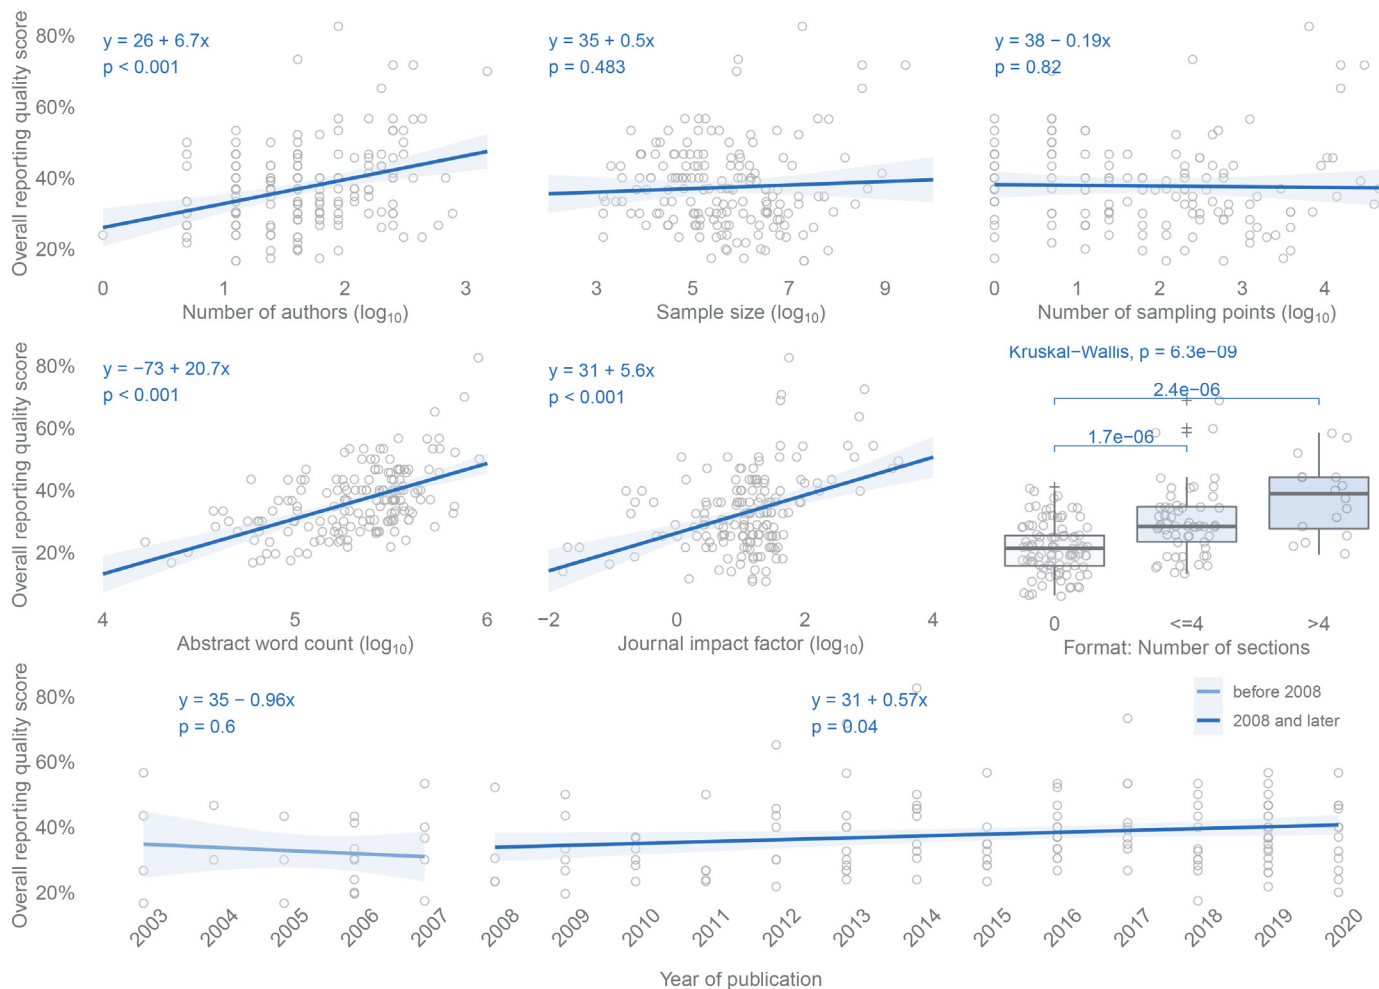 Overall reporting quality score
80%
60%
40%
20%
y = 26 + 6.7x
p < 0.001
0 1 2 3
Number of authors (log₁₀)
y = 35 + 0.5x
p = 0.483
3 5 7 9
Sample size (log₁₀)
y = 38 − 0.19x
p = 0.82
0 1 2 3 4
Number of sampling points (log₁₀)
Overall reporting quality score
80%
60%
40%
20%
y = −73 + 20.7x
p < 0.001
4 5 6
Abstract word count (log₁₀)
y = 31 + 5.6x
p < 0.001
−2 0 2 4
Journal impact factor (log₁₀)
Kruskal−Wallis, p = 6.3e−09
2.4e−06
1.7e−06
0 <=4 >4
Format: Number of sections
Overall reporting quality score
80%
60%
40%
20%
y = 35 − 0.96x
p = 0.6
y = 31 + 0.57x
p = 0.04
before 2008
2008 and later
2003 2004 2005 2006 2007 2008 2009 2010 2011 2012 2013 2014 2015 2016 2017 2018 2019 2020
Year of publication